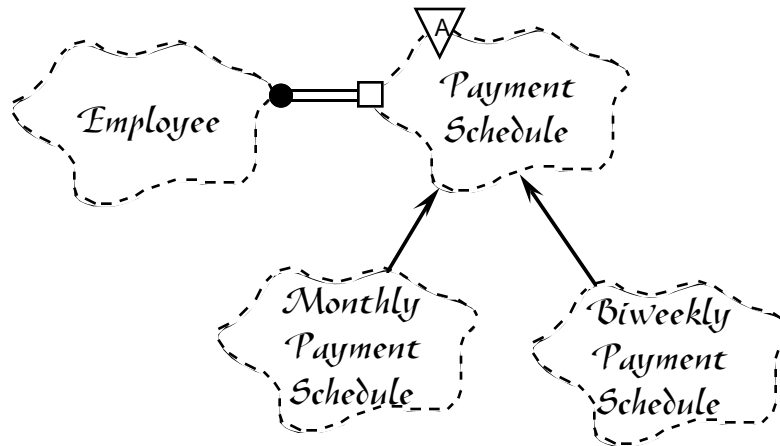 A
Employee
Payment
Schedule
Monthly
Payment
Schedule
Biweekly
Payment
Schedule